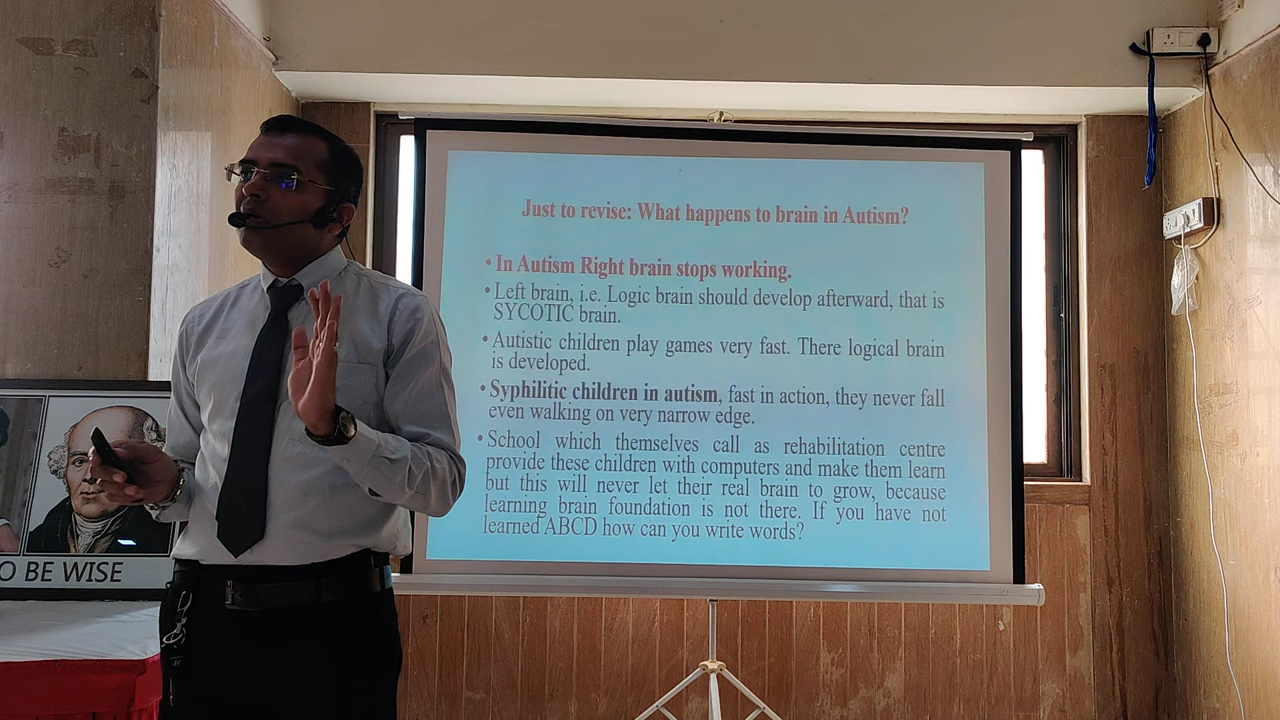 Just to revise: What happens to brain in Autism?
• In Autism Right brain stops working.
• Left brain, i.e. Logic brain should develop afterward, that is
SYCOTIC brain.
• Autistic children play games very fast. There logical brain
is developed.
• Syphilitic children in autism, fast in action, they never fall
even walking on very narrow edge.
• School which themselves call as rehabilitation centre
provide these children with computers and make them learn
but this will never let their real brain to grow, because
learning brain foundation is not there. If you have not
learned ABCD how can you write words?
O BE WISE